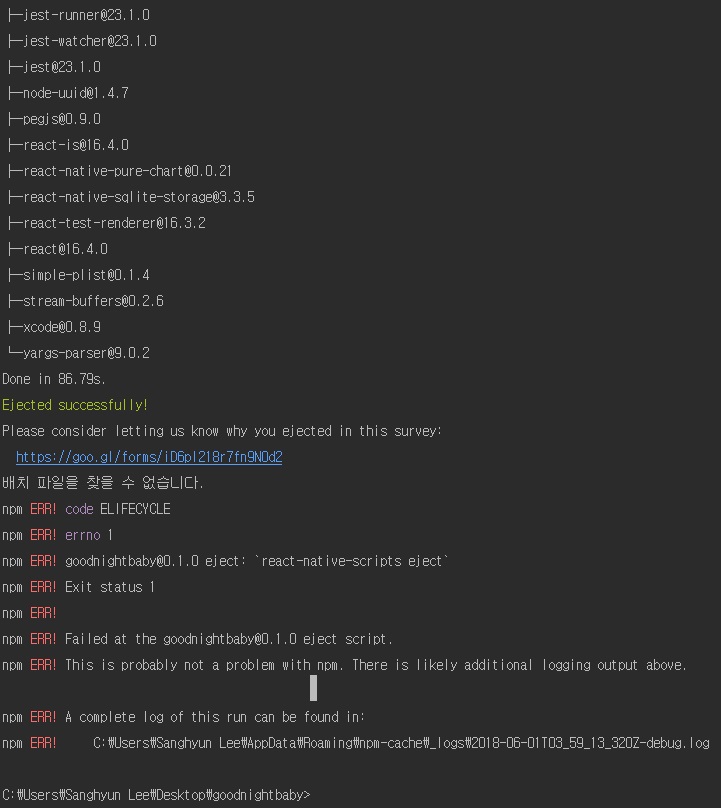 ├─jest-runner@23.1.0
├─jest-watcher@23.1.0
├─jest@23.1.0
├─node-uuid@1.4.7
├─pegjs@0.9.0
├─react-is@16.4.0
├─react-native-pure-chart@0.0.21
├─react-native-sqlite-storage@3.3.5
├─react-test-renderer@16.3.2
├─react@16.4.0
├─simple-plist@0.1.4
├─stream-buffers@0.2.6
├─xcode@0.8.9
└─yargs-parser@9.0.2
Done in 86.79s.
Ejected successfully!
Please consider letting us know why you ejected in this survey:
https://goo.gl/forms/iD6pl218r7fn9N0d2
배치 파일을 찾을 수 없습니다.
npm ERR! code ELIFECYCLE
npm ERR! errno 1
npm ERR! goodnightbaby@0.1.0 eject: `react-native-scripts eject`
npm ERR! Exit status 1
npm ERR!
npm ERR! Failed at the goodnightbaby@0.1.0 eject script.
npm ERR! This is probably not a problem with npm. There is likely additional logging output above.
npm ERR! A complete log of this run can be found in:
npm ERR!     C:₩Users₩Sanghyun Lee₩AppData₩Roaming₩npm-cache₩_logs₩2018-06-01T03_59_13_320Z-debug.log
C:₩Users₩Sanghyun Lee₩Desktop₩goodnightbaby>